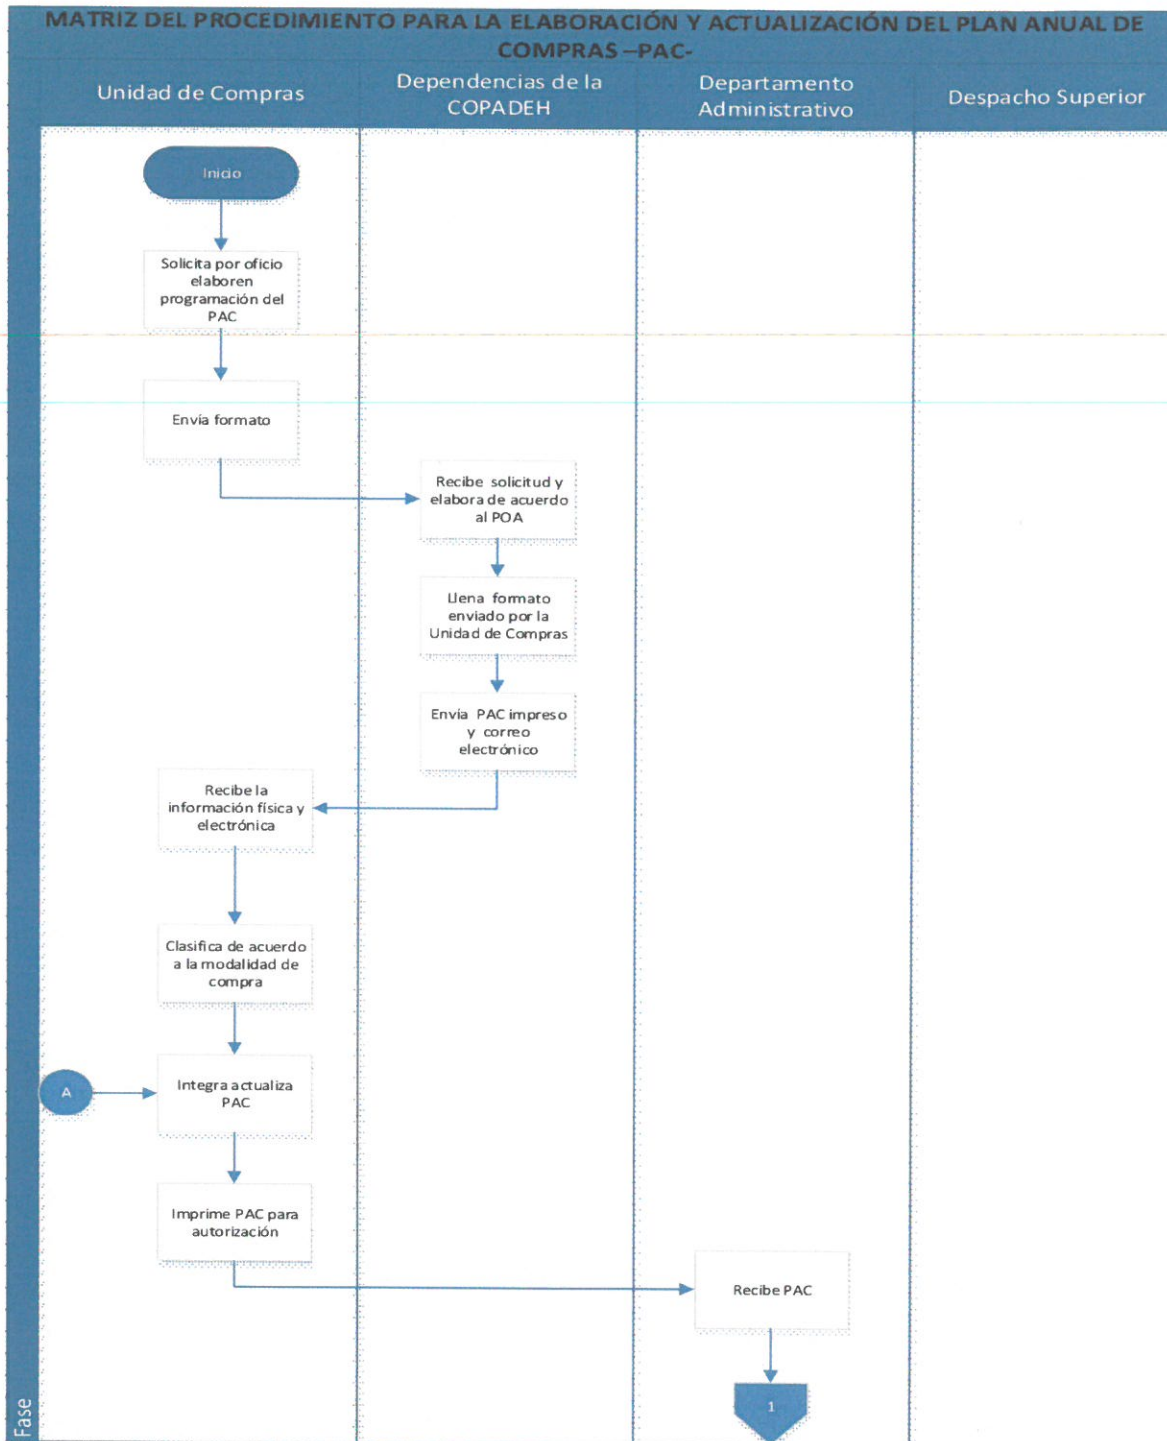 MATRIZ DEL PROCEDIMIENTO PARA LA ELABORACIÓN Y ACTUALIZACIÓN DEL PLAN ANUAL DE
COMPRAS –PAC-
Unidad de Compras
Dependencias de la
COPADEH
Departamento
Administrativo
Despacho Superior
Inicio
Solicita por oficio
elaboren
programación del
PAC
Envía formato
Recibe solicitud y
elabora de acuerdo
al POA
Llena formato
enviado por la
Unidad de Compras
Envía PAC impreso
y correo
electrónico
Recibe la
información física y
electrónica
Clasifica de acuerdo
a la modalidad de
compra
A
Integra actualiza
PAC
Imprime PAC para
autorización
Recibe PAC
1
Fase